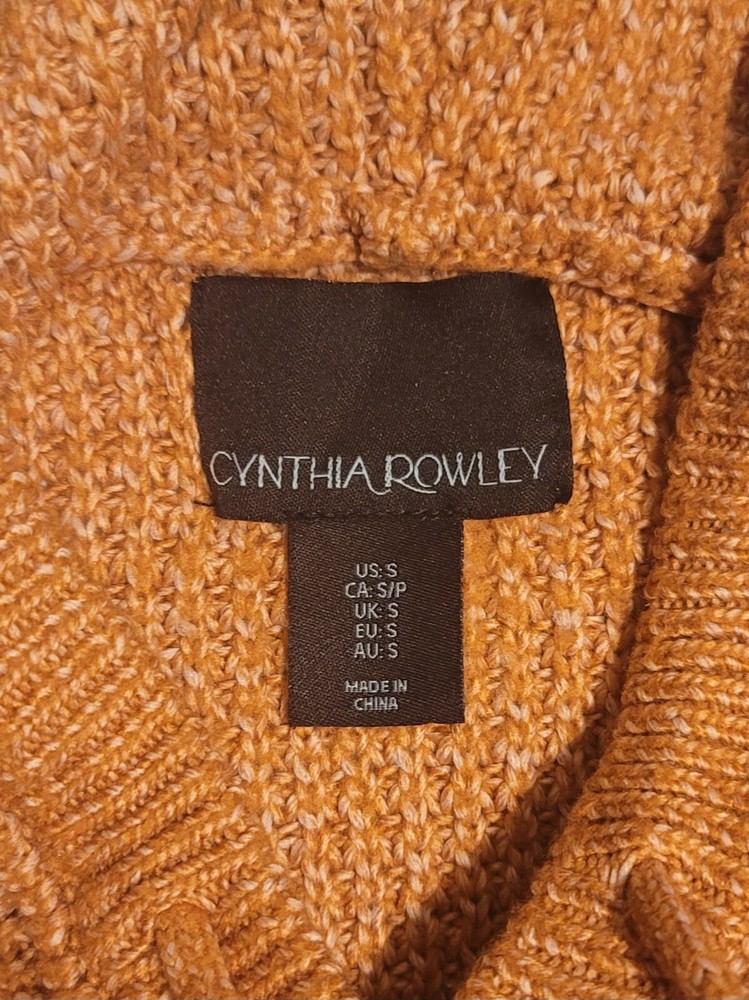 CYNTHIA ROWLEY
US: S
CA: S/P
UK: S
EU: S
AU: S
MADE IN
CHINA